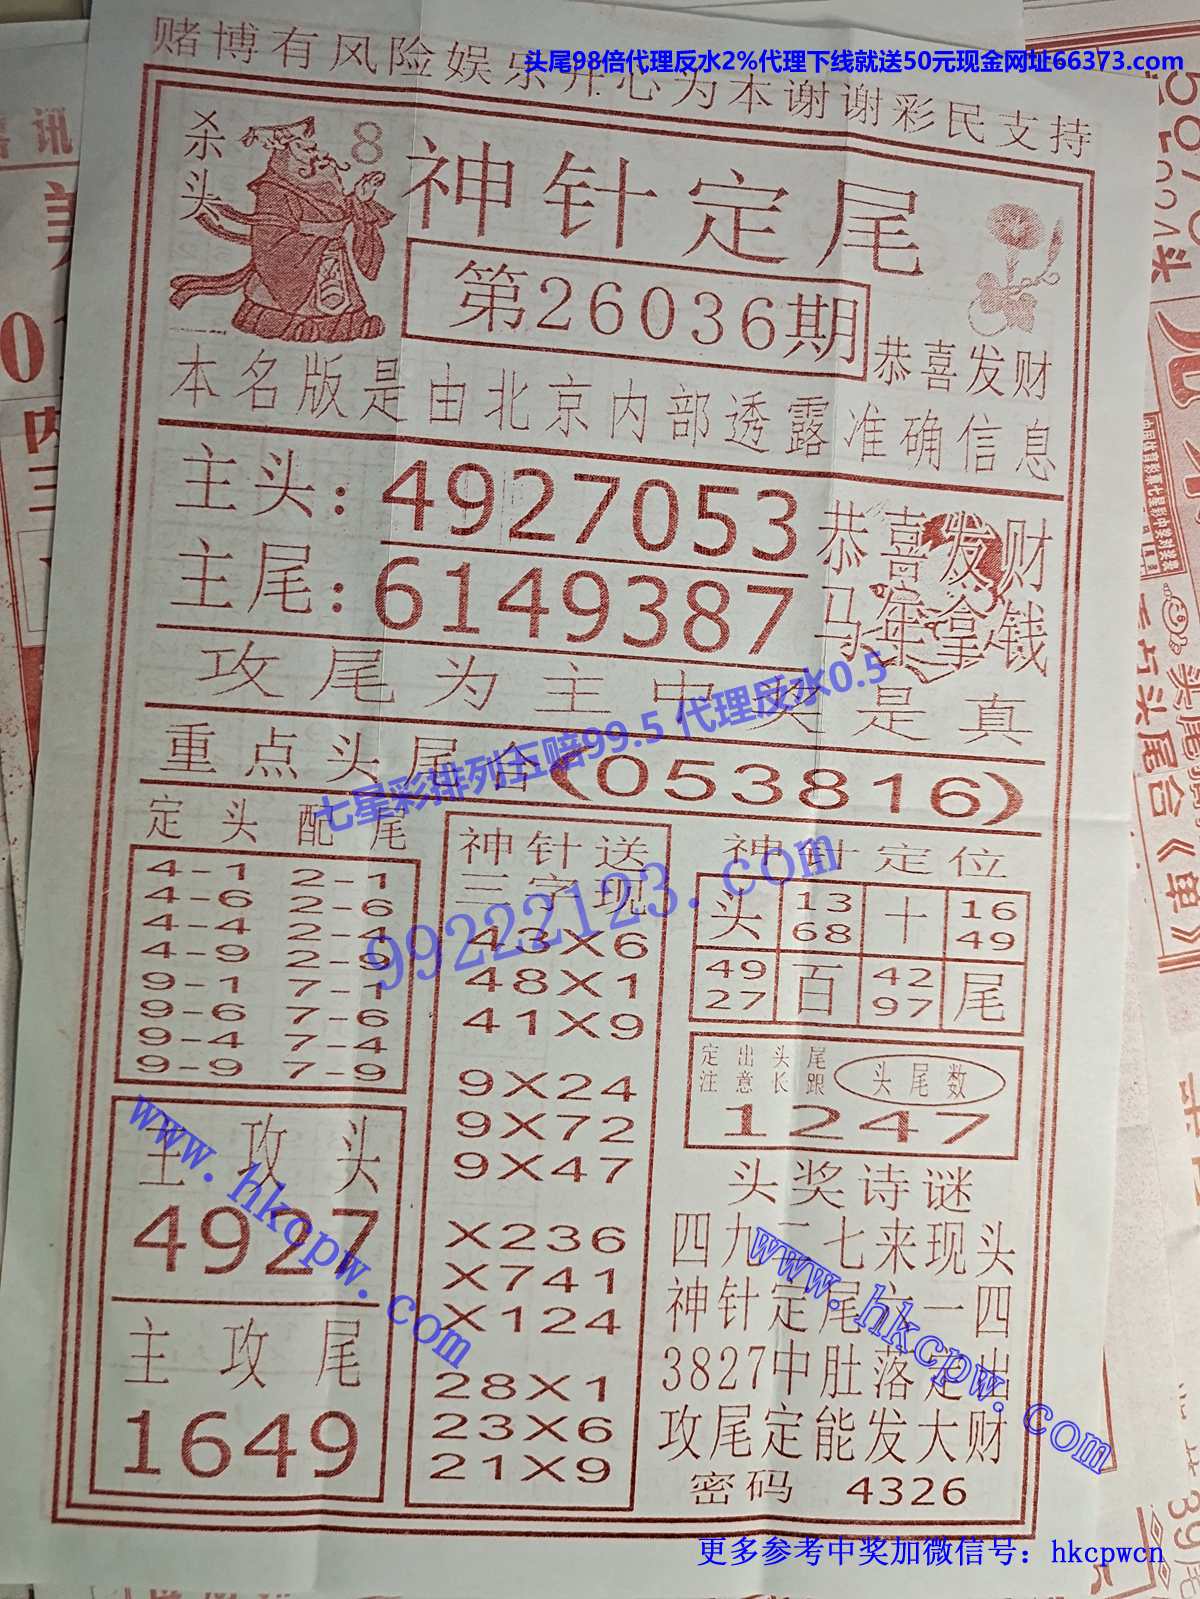 头尾98倍代理反水2%代理下线就送50元现金网址66373.com
赌博有风险娱乐开心为本谢谢彩民支持
杀头
8
神针定尾
第26036期
恭喜发财
本名版是由北京内部透露准确信息
主头：4927053
主尾：6149387
恭喜发财
马年拿钱
攻尾为主中奖是真
重点头尾合(053816)
七星彩排列五赔99.5 代理反水0.5
99222123.com
定头配尾
4-1 2-1
4-6 2-6
4-4 2-4
4-9 2-9
9-1 7-1
9-6 7-6
9-4 7-4
9-9 7-9
主攻头
4927
主攻尾
1649
神针送
三字现
43X6
48X1
41X9
9X24
9X72
9X47
X236
X741
X124
28X1
23X6
21X9
神针定位
头 1368 十 1649
4927 百 4297 尾
定出头尾
注意长跟
头尾数
1247
头奖诗谜
四九二七来现头
神针定尾六一四
3827中肚落定出
攻尾定能发大财
密码 4326
www.hkcpw.com
www.hkcpw.com
更多参考中奖加微信号：hkcpwcn